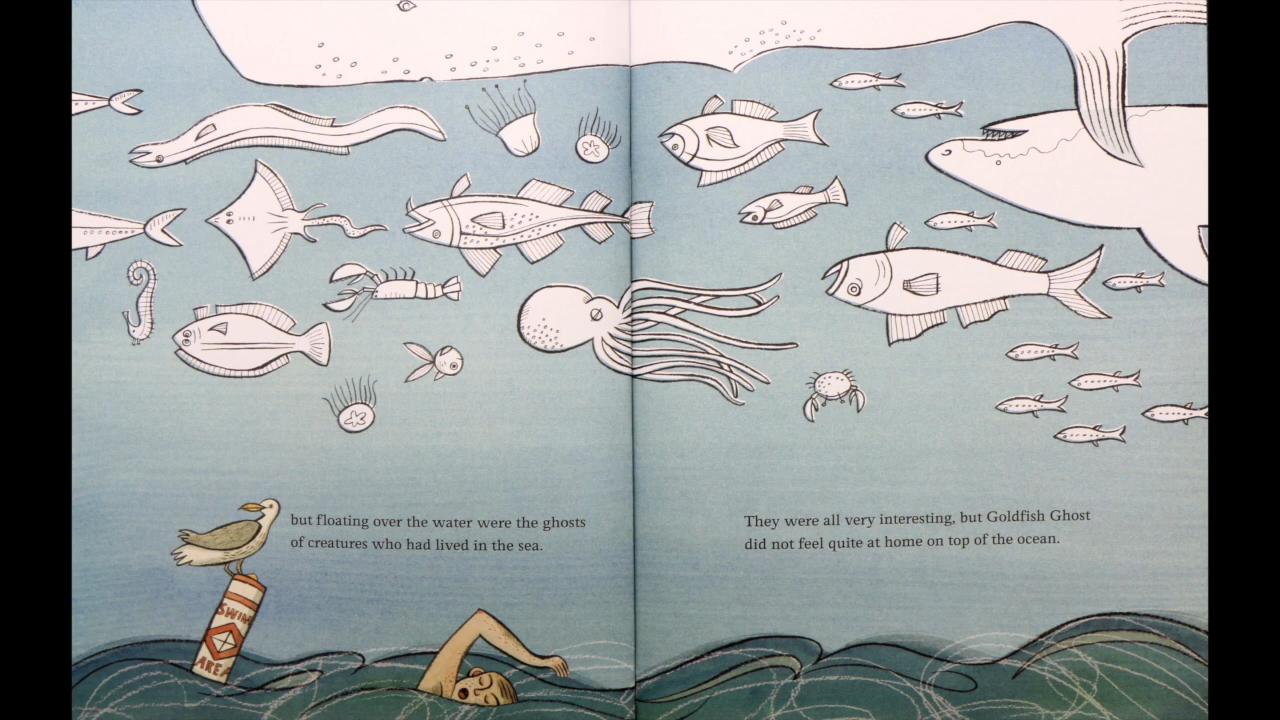 but floating over the water were the ghosts
of creatures who had lived in the sea.
They were all very interesting, but Goldfish Ghost
did not feel quite at home on top of the ocean.
SWIM
AREA